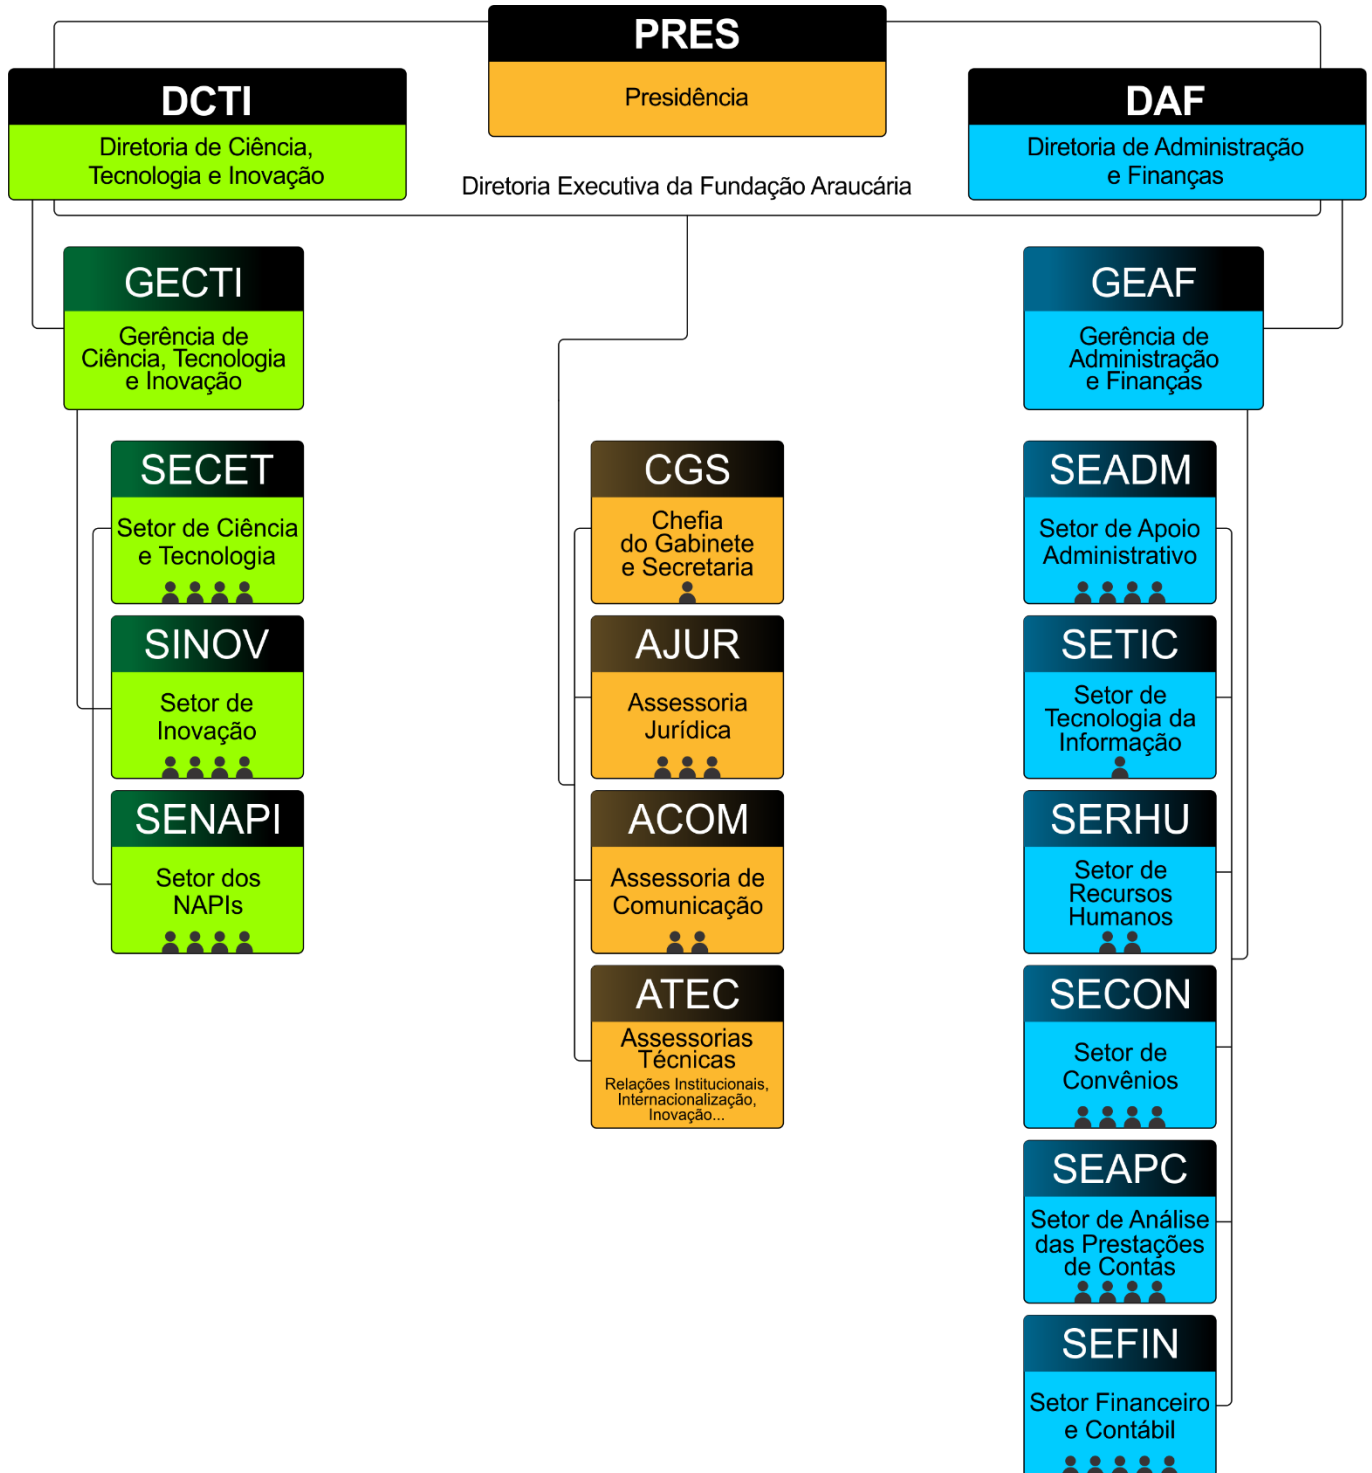 PRES
Presidência
DCTI
Diretoria de Ciência,
Tecnologia e Inovação
DAF
Diretoria de Administração
e Finanças
Diretoria Executiva da Fundação Araucária
GECTI
Gerência de
Ciência, Tecnologia
e Inovação
SECET
Setor de Ciência
e Tecnologia
SINOV
Setor de
Inovação
SENAPI
Setor dos
NAPIs
CGS
Chefia
do Gabinete
e Secretaria
AJUR
Assessoria
Jurídica
ACOM
Assessoria de
Comunicação
ATEC
Assessorias
Técnicas
Relações Institucionais,
Internacionalização,
Inovação...
GEAF
Gerência de
Administração
e Finanças
SEADM
Setor de Apoio
Administrativo
SETIC
Setor de
Tecnologia da
Informação
SERHU
Setor de
Recursos
Humanos
SECON
Setor de
Convênios
SEAPC
Setor de Análise
das Prestações
de Contas
SEFIN
Setor Financeiro
e Contábil